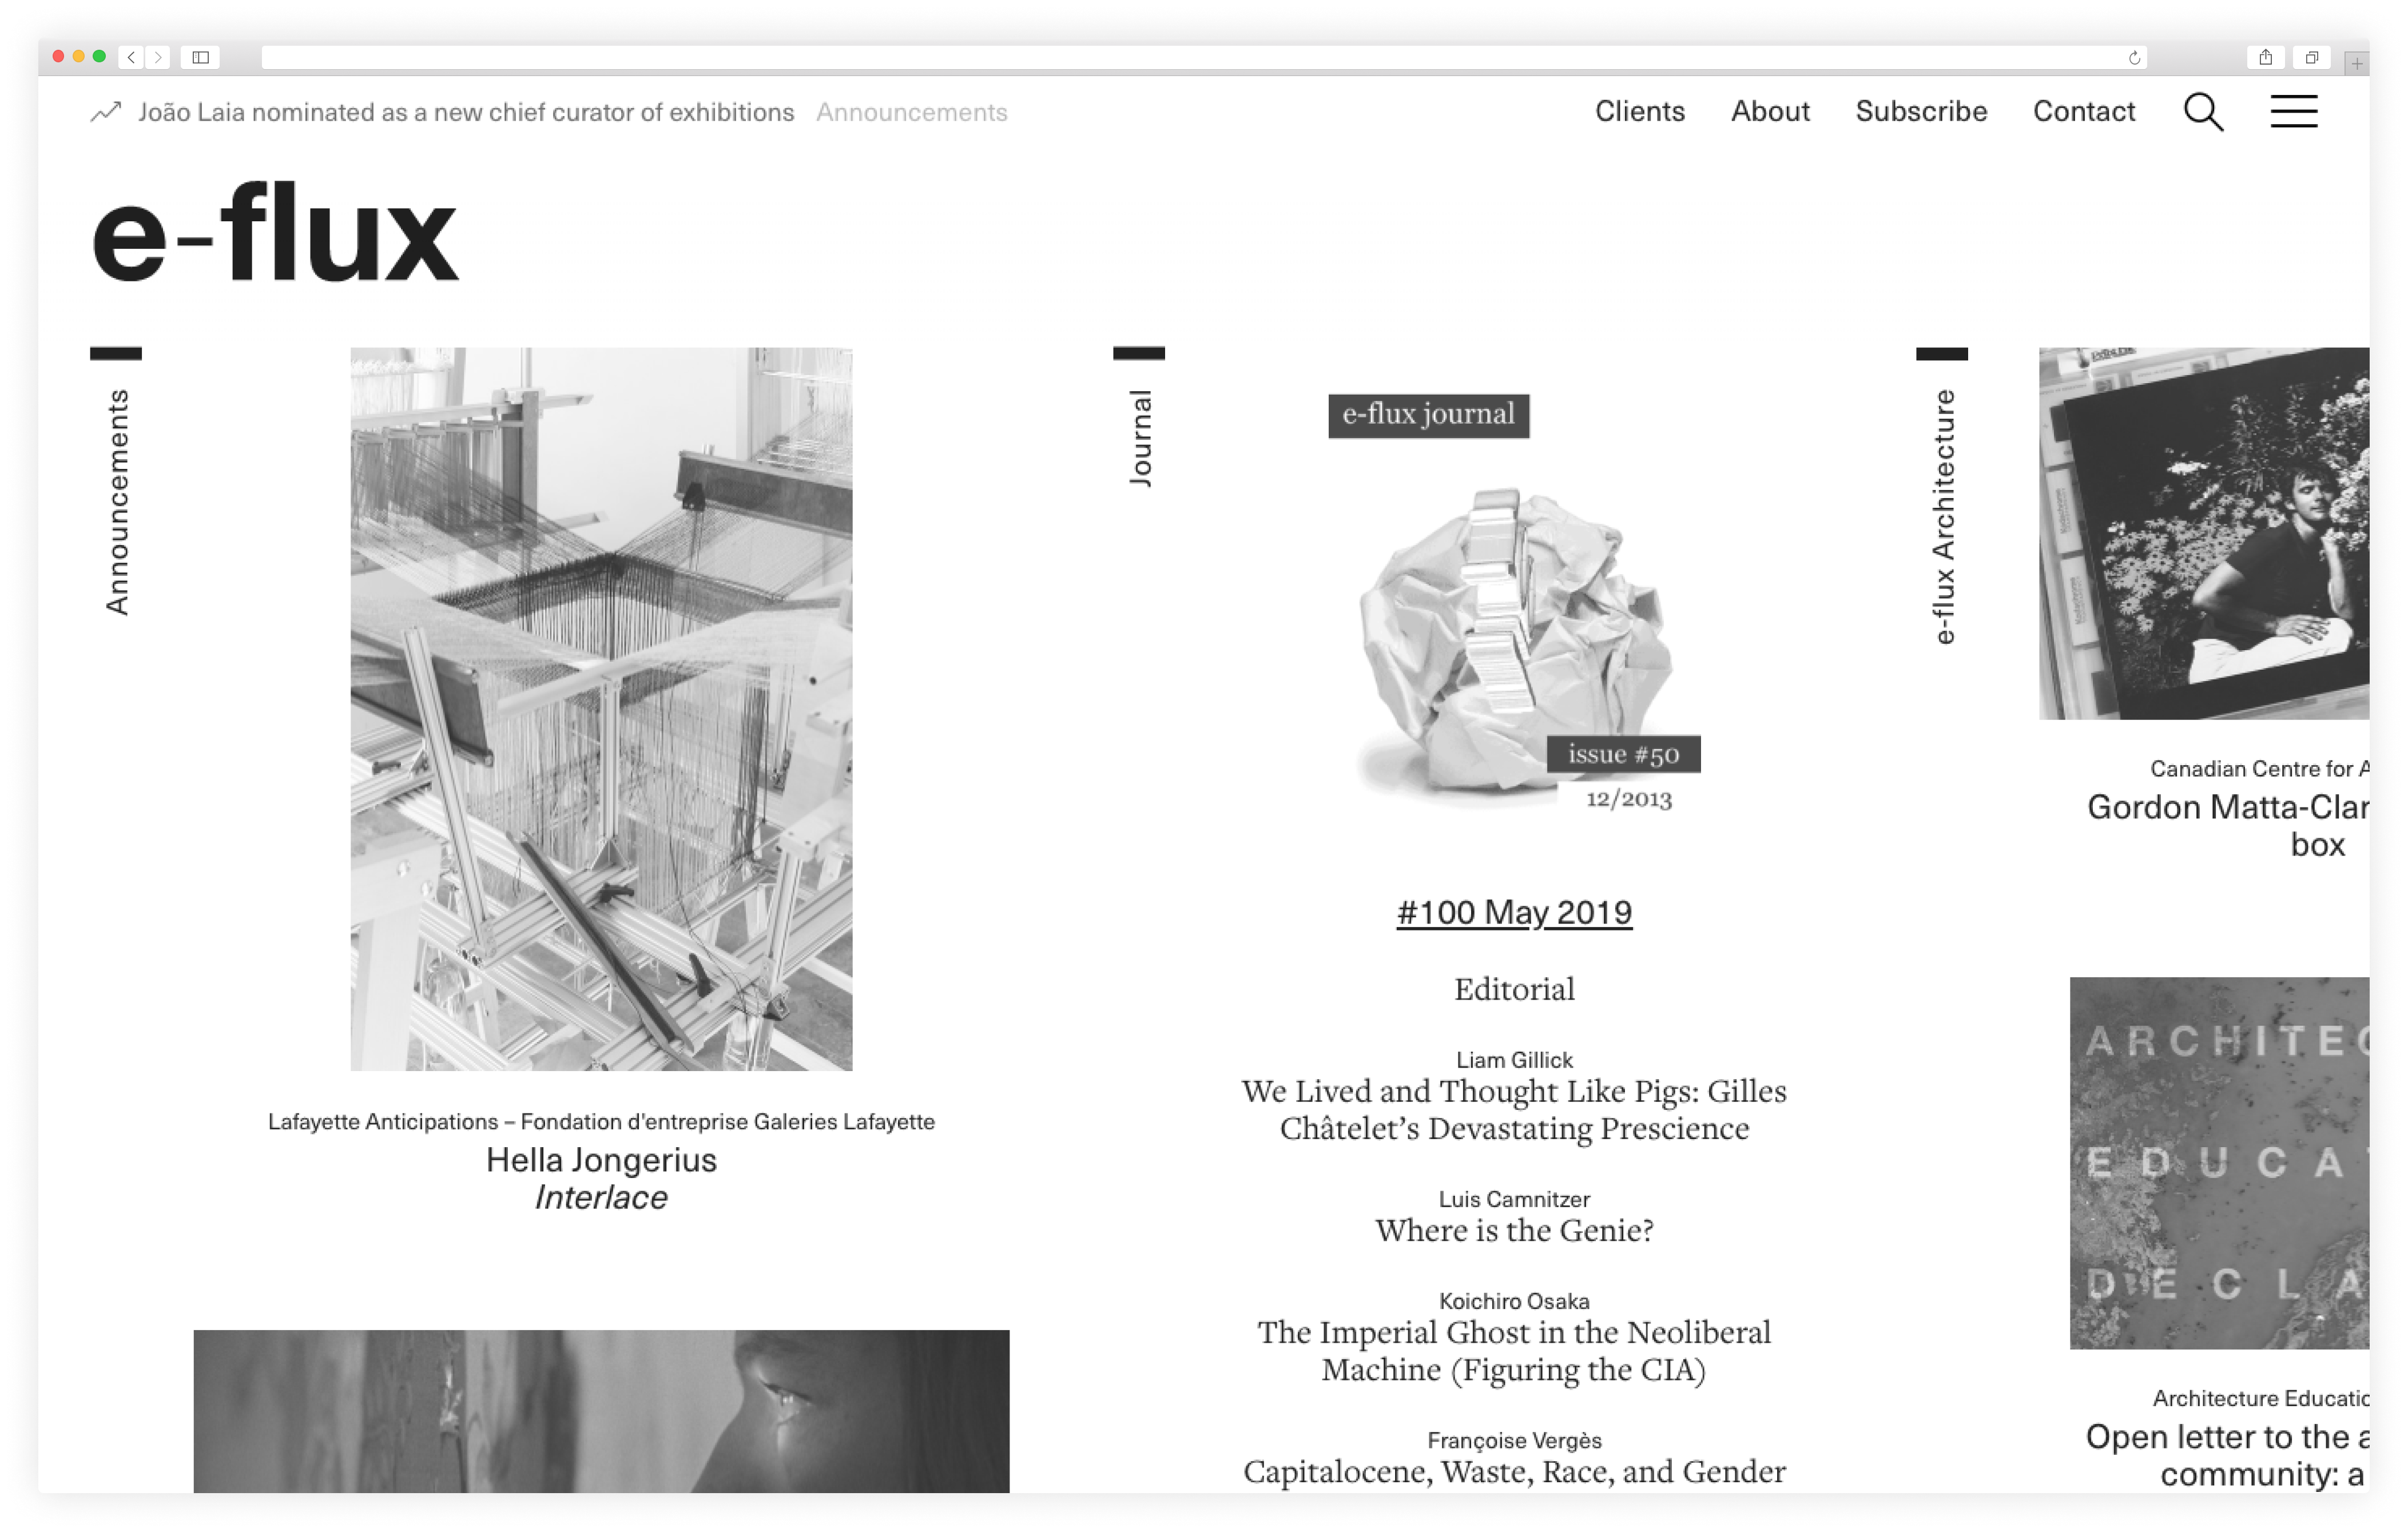 João Laia nominated as a new chief curator of exhibitions Announcements
Clients About Subscribe Contact
e-flux
Announcements
Lafayette Anticipations – Fondation d'entreprise Galeries Lafayette
Hella Jongerius
Interlace
Journal
e-flux journal
issue #50
12/2013
#100 May 2019
Editorial
Liam Gillick
We Lived and Thought Like Pigs: Gilles
Châtelet’s Devastating Prescience
Luis Camnitzer
Where is the Genie?
Koichiro Osaka
The Imperial Ghost in the Neoliberal
Machine (Figuring the CIA)
Françoise Vergès
Capitalocene, Waste, Race, and Gender
e-flux Architecture
Canadian Centre for A
Gordon Matta-Clar
box
ARCHITEC
EDUCA
DECLA
Architecture Educatio
Open letter to the a
community: a